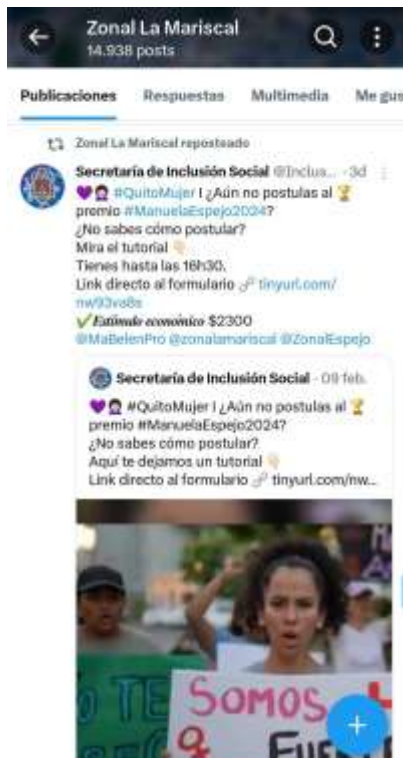 Zonal La Mariscal
14.938 posts
Publicaciones Respuestas Multimedia Me gus
Zonal La Mariscal reposteado
Secretaría de Inclusión Social @Inclus... ·3d
#QuitoMujer I ¿Aún no postulas al
premio #ManuelaEspejo2024?
¿No sabes cómo postular?
Mira el tutorial
Tienes hasta las 16h30.
Link directo al formulario tinyurl.com/
nw93va8s
Estímulo económico $2300
@MaBelenPro @zonalamariscal @ZonalEspejo
Secretaría de Inclusión Social · 09 feb.
#QuitoMujer I ¿Aún no postulas al
premio #ManuelaEspejo2024?
¿No sabes cómo postular?
Aquí te dejamos un tutorial
Link directo al formulario tinyurl.com/nw...
TE
SOMOS
FUE